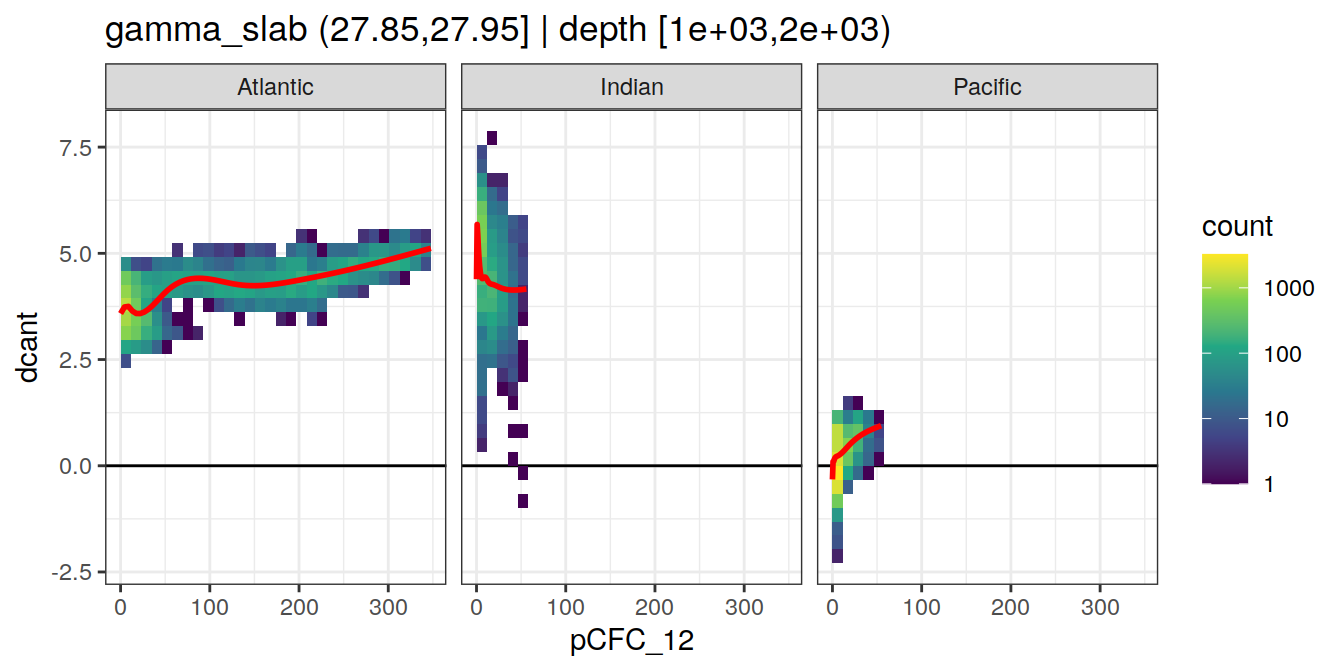 gamma_slab (27.85,27.95] | depth [1e+03,2e+03)
Atlantic Indian Pacific
7.5
5.0
2.5
0.0
-2.5
dcant
0 100 200 300 0 100 200 300 0 100 200 300
pCFC_12
count
1000
100
10
1